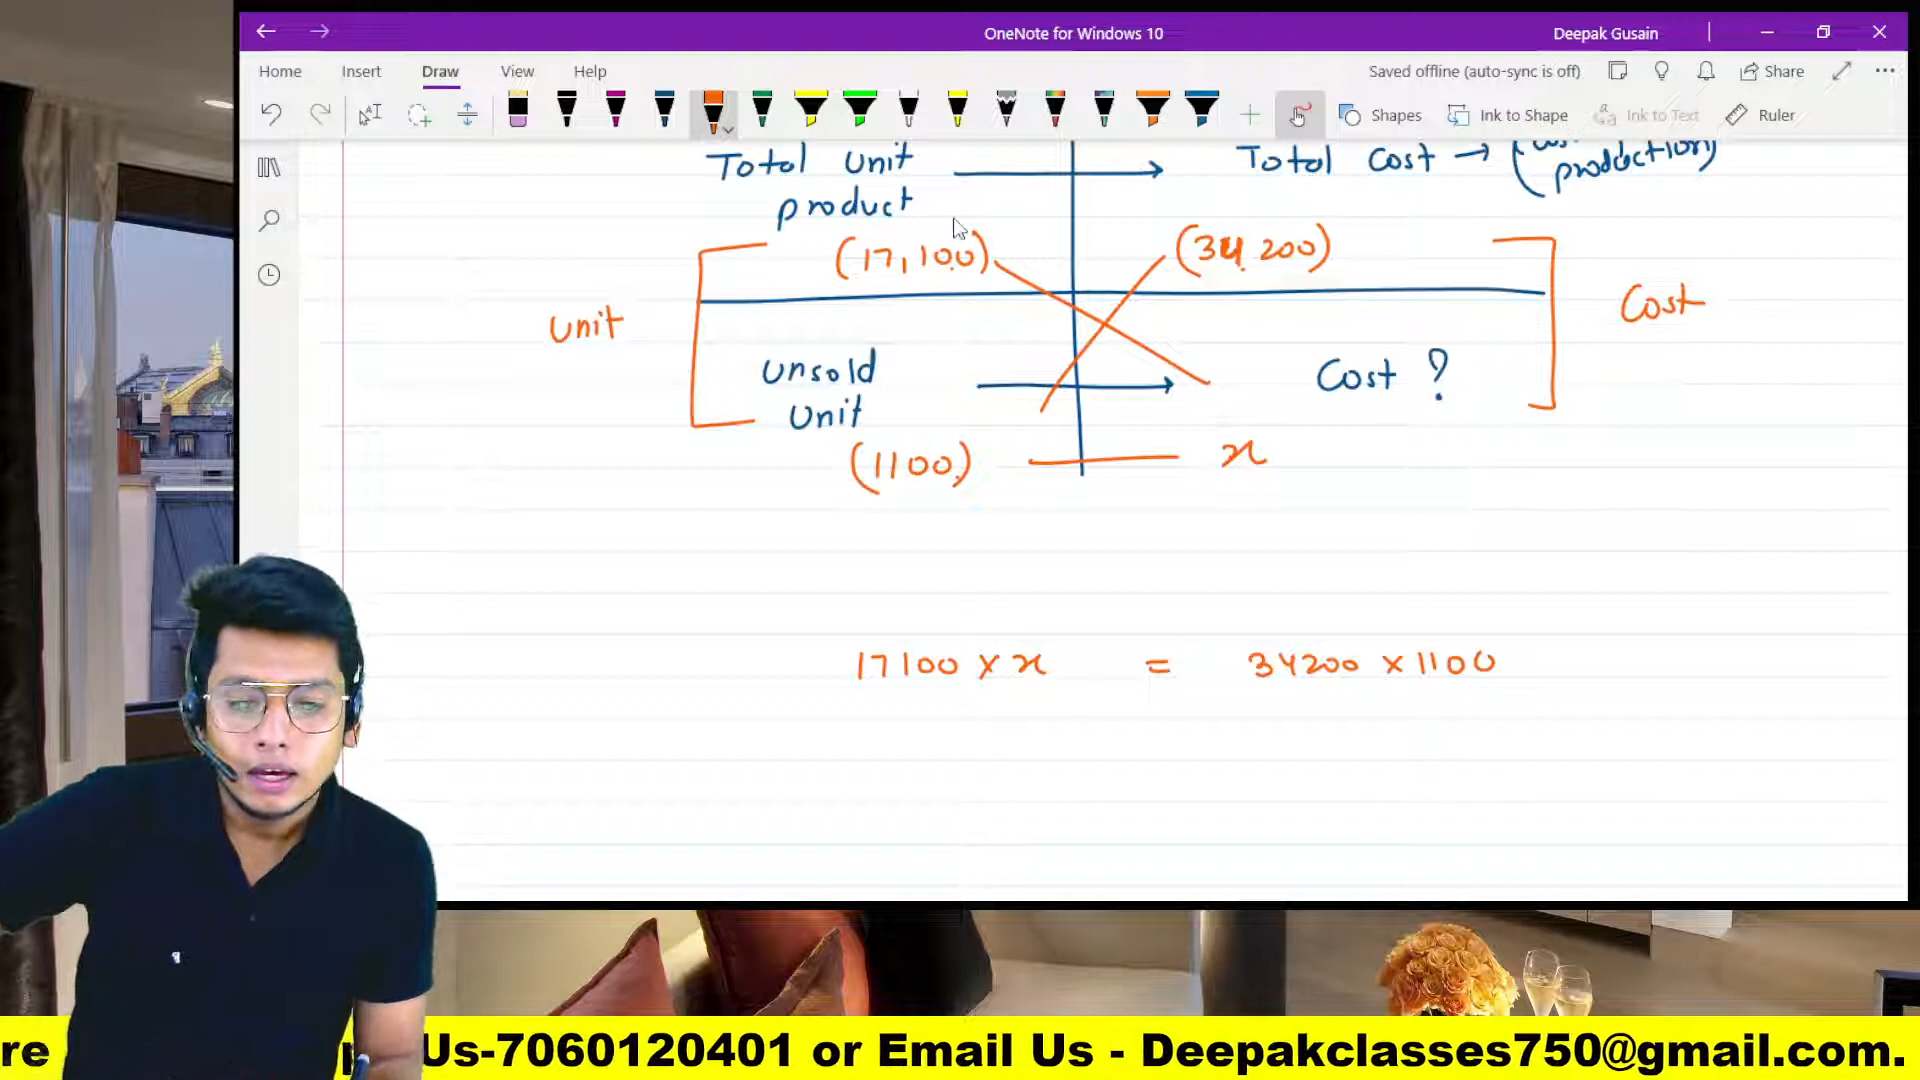 OneNote for Windows 10
Deepak Gusain
Home Insert Draw View Help
Saved offline (auto-sync is off)
Share
Shapes
Ink to Shape
Ink to Text
Ruler
Total unit product
Total Cost → production)
(17,100)
(34,200)
unit
Cost
unsold unit
Cost ?
(1100)
x
17100 × x = 34200 × 1100
re
Us-7060120401 or Email Us - Deepakclasses750@gmail.com.